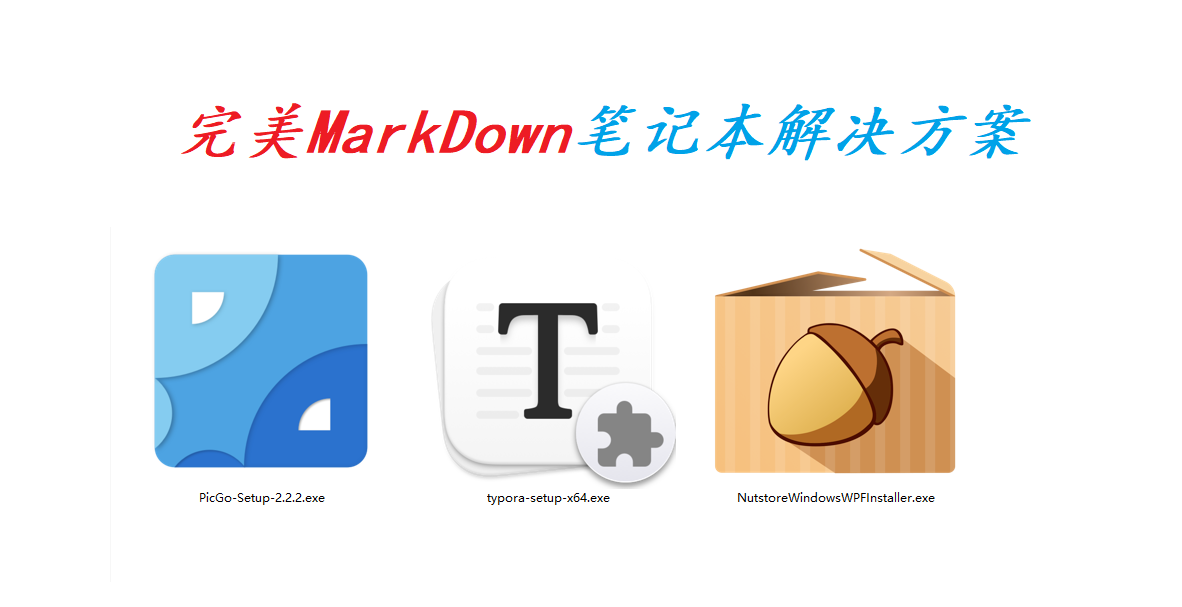 完美MarkDown笔记本解决方案
T
PicGo-Setup-2.2.2.exe
typora-setup-x64.exe
NutstoreWindowsWPFInstaller.exe